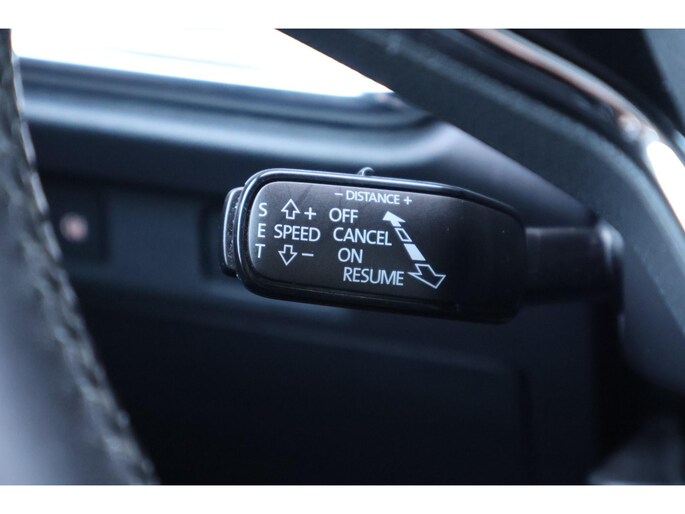 - DISTANCE +
S + OFF
E SPEED CANCEL
T - ON
RESUME